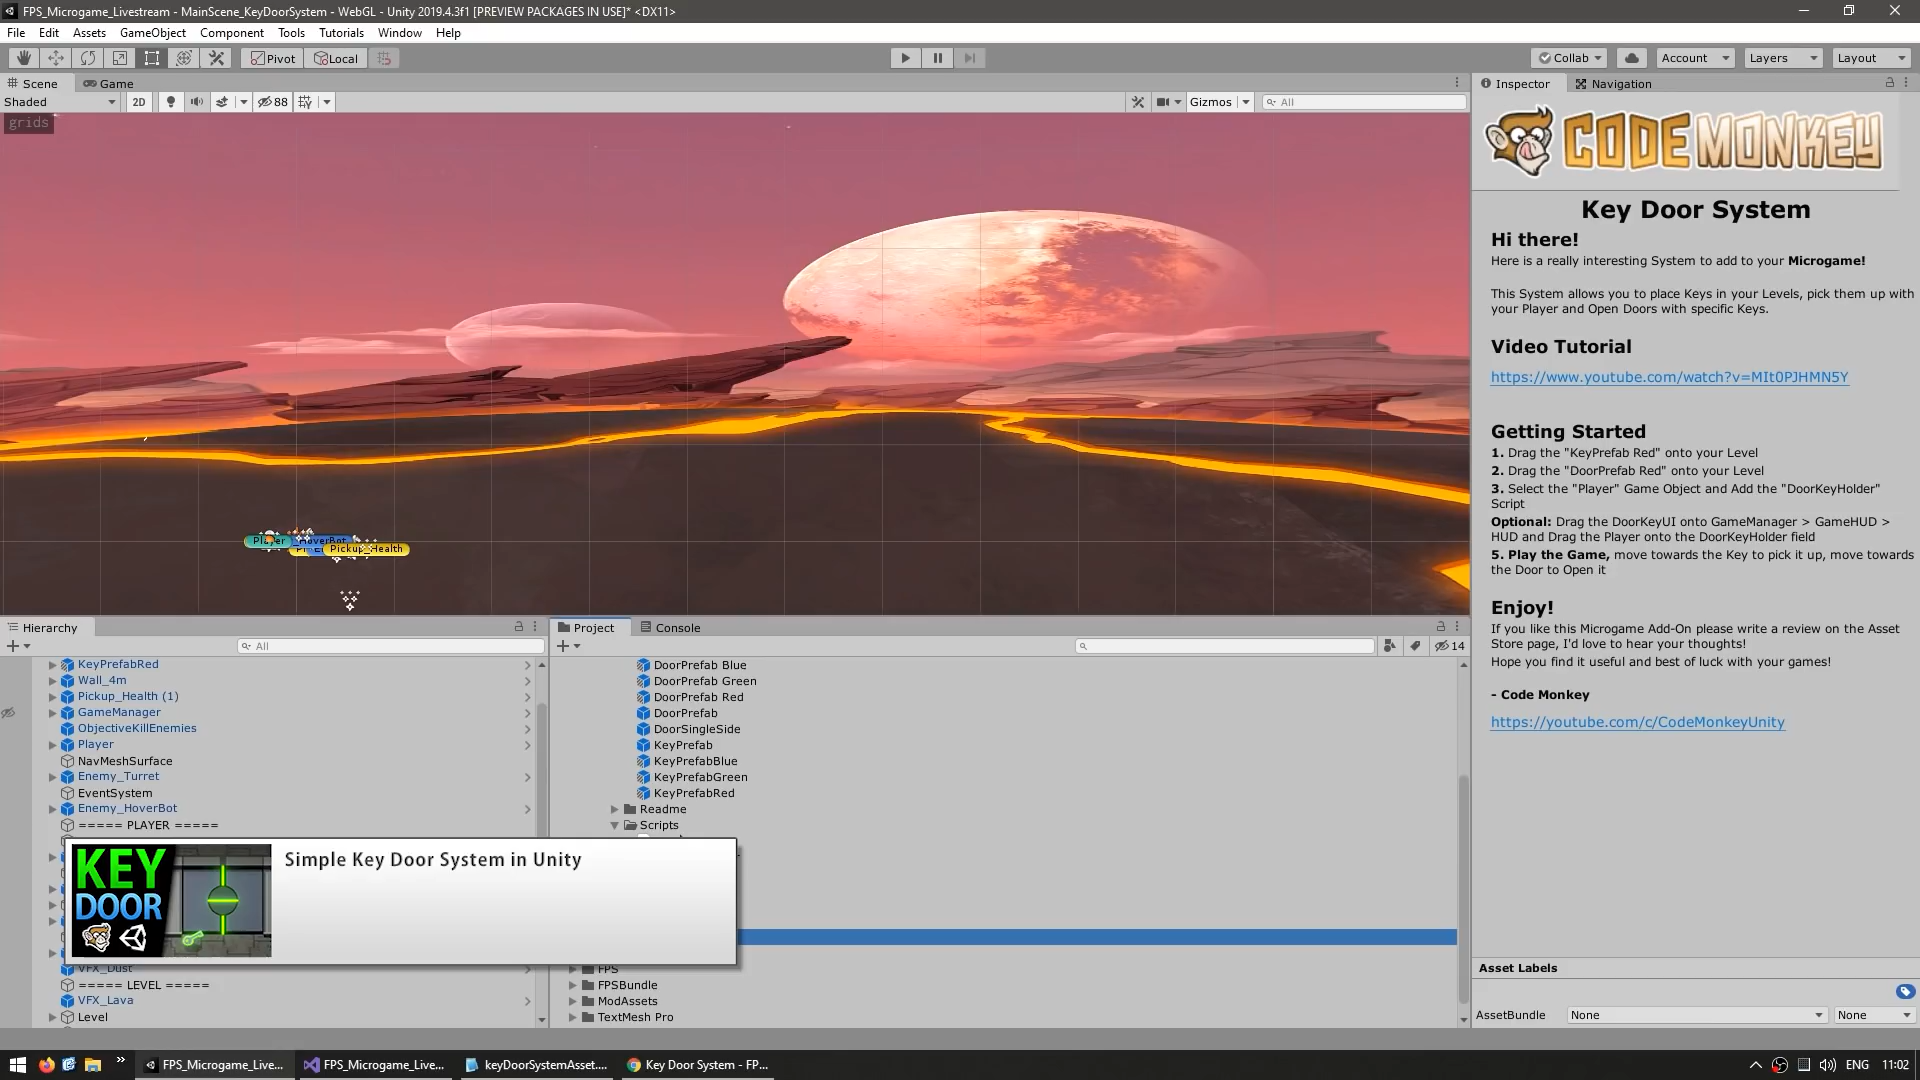 FPS_Microgame_Livestream - MainScene_KeyDoorSystem - WebGL - Unity 2019.4.3f1 [PREVIEW PACKAGES IN USE]* <DX11>
File Edit Assets GameObject Component Tools Tutorials Window Help
Pivot Local Collab Account Layers Layout
Scene Game
Shaded 2D 88 Gizmos All
grids
Player HoverBot
Pickup_Health
Hierarchy
All
KeyPrefabRed
Wall_4m
Pickup_Health (1)
GameManager
ObjectiveKillEnemies
Player
NavMeshSurface
Enemy_Turret
EventSystem
Enemy_HoverBot
===== PLAYER =====
VFX_Dust
===== LEVEL =====
VFX_Lava
Level
Project Console
14
DoorPrefab Blue
DoorPrefab Green
DoorPrefab Red
DoorPrefab
DoorSingleSide
KeyPrefab
KeyPrefabBlue
KeyPrefabGreen
KeyPrefabRed
Readme
Scripts
FPS
FPSBundle
ModAssets
TextMesh Pro
KEY
DOOR
Simple Key Door System in Unity
Inspector Navigation
CODE MONKEY
Key Door System
Hi there!
Here is a really interesting System to add to your Microgame!
This System allows you to place Keys in your Levels, pick them up with
your Player and Open Doors with specific Keys.
Video Tutorial
https://www.youtube.com/watch?v=MIt0PJHMN5Y
Getting Started
1. Drag the "KeyPrefab Red" onto your Level
2. Drag the "DoorPrefab Red" onto your Level
3. Select the "Player" Game Object and Add the "DoorKeyHolder"
Script
Optional: Drag the DoorKeyUI onto GameManager > GameHUD >
HUD and Drag the Player onto the DoorKeyHolder field
5. Play the Game, move towards the Key to pick it up, move towards
the Door to Open it
Enjoy!
If you like this Microgame Add-On please write a review on the Asset
Store page, I'd love to hear your thoughts!
Hope you find it useful and best of luck with your games!
- Code Monkey
https://youtube.com/c/CodeMonkeyUnity
Asset Labels
AssetBundle None None
FPS_Microgame_Live... FPS_Microgame_Live... keyDoorSystemAsset.... Key Door System - FP... ENG 11:02